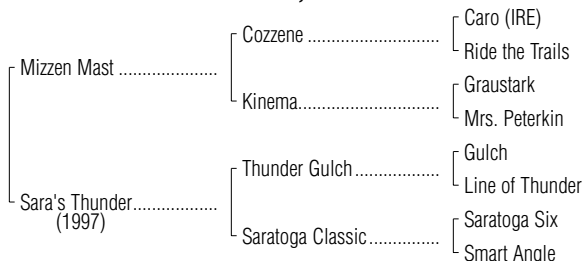 Caro (IRE)
Cozzene ..............................
Ride the Trails
Mizzen Mast ......................
Graustark
Kinema................................
Mrs. Peterkin
Gulch
Thunder Gulch....................
Line of Thunder
Sara's Thunder...................
(1997)
Saratoga Six
Saratoga Classic................
Smart Angle